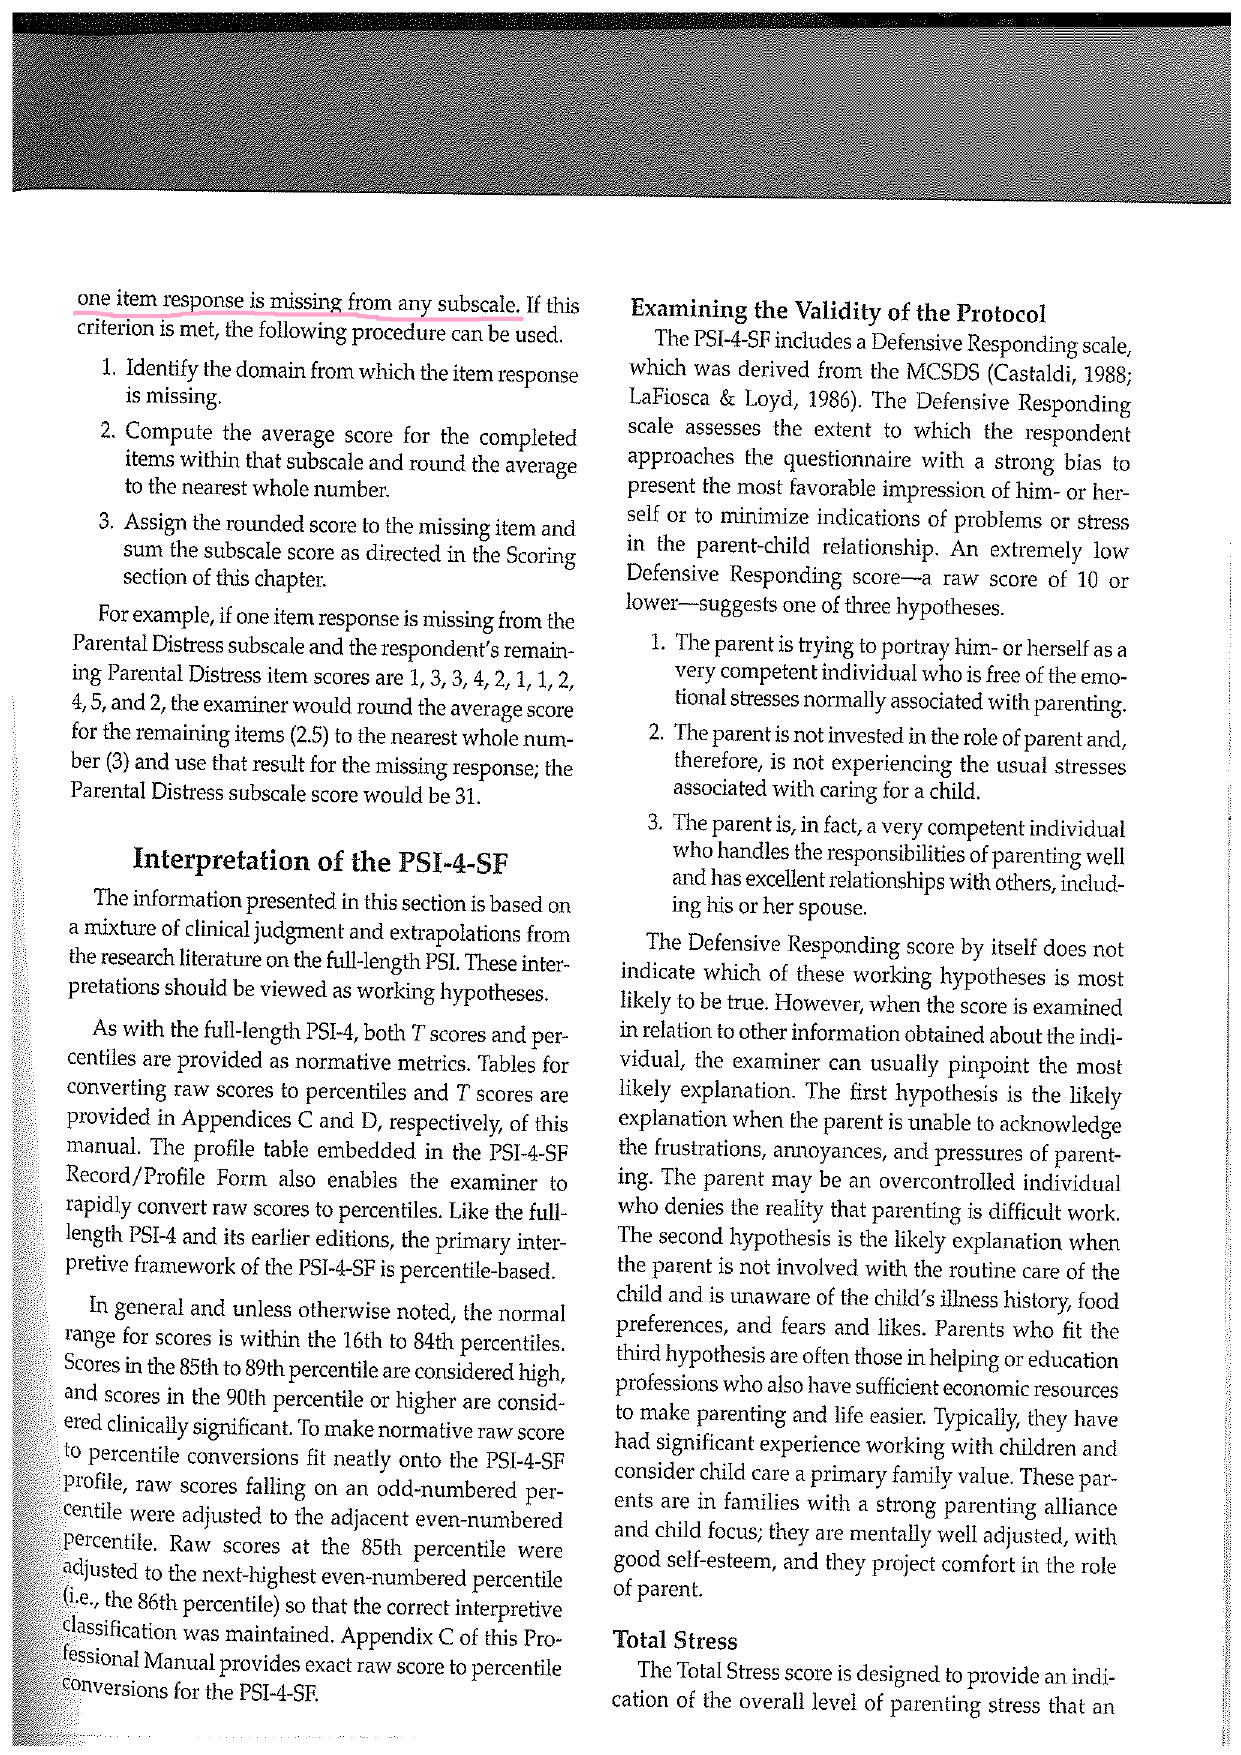 one item response is missing from any subscale. If this
criterion is met, the following procedure can be used.
1. Identify the domain from which the item response
is missing.
2. Compute the average score for the completed
items within that subscale and round the average
to the nearest whole number.
3. Assign the rounded score to the missing item and
sum the subscale score as directed in the Scoring
section of this chapter.
For example, if one item response is missing from the
Parental Distress subscale and the respondent's remain-
ing Parental Distress item scores are 1, 3, 3, 4, 2, 1, 1, 2,
4, 5, and 2, the examiner would round the average score
for the remaining items (2.5) to the nearest whole num-
ber (3) and use that result for the missing response; the
Parental Distress subscale score would be 31.
Interpretation of the PSI-4-SF
The information presented in this section is based on
a mixture of clinical judgment and extrapolations from
the research literature on the full-length PSI. These inter-
pretations should be viewed as working hypotheses.
As with the full-length PSI-4, both T scores and per-
centiles are provided as normative metrics. Tables for
converting raw scores to percentiles and T scores are
provided in Appendices C and D, respectively, of this
manual. The profile table embedded in the PSI-4-SF
Record/Profile Form also enables the examiner to
rapidly convert raw scores to percentiles. Like the full-
length PSI-4 and its earlier editions, the primary inter-
pretive framework of the PSI-4-SF is percentile-based.
In general and unless otherwise noted, the normal
range for scores is within the 16th to 84th percentiles.
Scores in the 85th to 89th percentile are considered high,
and scores in the 90th percentile or higher are consid-
ered clinically significant. To make normative raw score
to percentile conversions fit neatly onto the PSI-4-SF
profile, raw scores falling on an odd-numbered per-
centile were adjusted to the adjacent even-numbered
percentile. Raw scores at the 85th percentile were
adjusted to the next-highest even-numbered percentile
(i.e., the 86th percentile) so that the correct interpretive
classification was maintained. Appendix C of this Pro-
fessional Manual provides exact raw score to percentile
conversions for the PSI-4-SF.
Examining the Validity of the Protocol
The PSI-4-SF includes a Defensive Responding scale,
which was derived from the MCSDS (Castaldi, 1988;
LaFiosca & Loyd, 1986). The Defensive Responding
scale assesses the extent to which the respondent
approaches the questionnaire with a strong bias to
present the most favorable impression of him- or her-
self or to minimize indications of problems or stress
in the parent-child relationship. An extremely low
Defensive Responding score—a raw score of 10 or
lower—suggests one of three hypotheses.
1. The parent is trying to portray him- or herself as a
very competent individual who is free of the emo-
tional stresses normally associated with parenting.
2. The parent is not invested in the role of parent and,
therefore, is not experiencing the usual stresses
associated with caring for a child.
3. The parent is, in fact, a very competent individual
who handles the responsibilities of parenting well
and has excellent relationships with others, includ-
ing his or her spouse.
The Defensive Responding score by itself does not
indicate which of these working hypotheses is most
likely to be true. However, when the score is examined
in relation to other information obtained about the indi-
vidual, the examiner can usually pinpoint the most
likely explanation. The first hypothesis is the likely
explanation when the parent is unable to acknowledge
the frustrations, annoyances, and pressures of parent-
ing. The parent may be an overcontrolled individual
who denies the reality that parenting is difficult work.
The second hypothesis is the likely explanation when
the parent is not involved with the routine care of the
child and is unaware of the child's illness history, food
preferences, and fears and likes. Parents who fit the
third hypothesis are often those in helping or education
professions who also have sufficient economic resources
to make parenting and life easier. Typically, they have
had significant experience working with children and
consider child care a primary family value. These par-
ents are in families with a strong parenting alliance
and child focus; they are mentally well adjusted, with
good self-esteem, and they project comfort in the role
of parent.
Total Stress
The Total Stress score is designed to provide an indi-
cation of the overall level of parenting stress that an